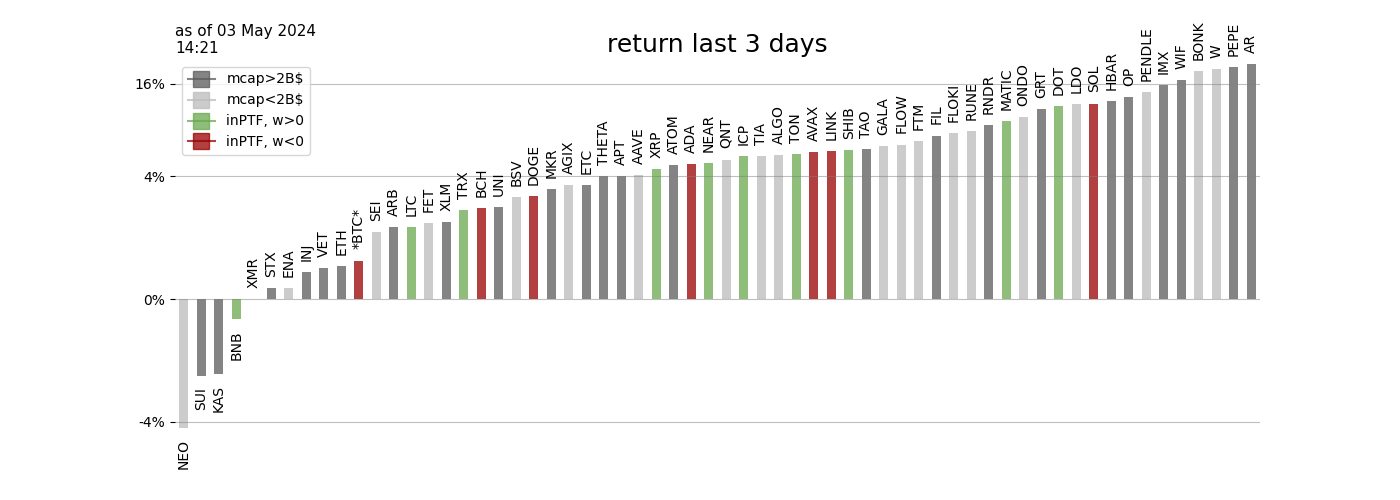 as of 03 May 2024
14:21
return last 3 days
mcap>2B$
mcap<2B$
inPTF, w>0
inPTF, w<0
16%
4%
0%
-4%
NEO
SUI
KAS
BNB
XMR
STX
ENA
INJ
VET
ETH
*BTC*
SEI
ARB
LTC
FET
XLM
TRX
BCH
UNI
BSV
DOGE
MKR
AGIX
ETC
THETA
APT
AAVE
XRP
ATOM
ADA
NEAR
QNT
ICP
TIA
ALGO
TON
AVAX
LINK
SHIB
TAO
GALA
FLOW
FTM
FIL
FLOKI
RUNE
RNDR
MATIC
ONDO
GRT
DOT
LDO
SOL
HBAR
OP
PENDLE
IMX
WIF
BONK
W
PEPE
AR